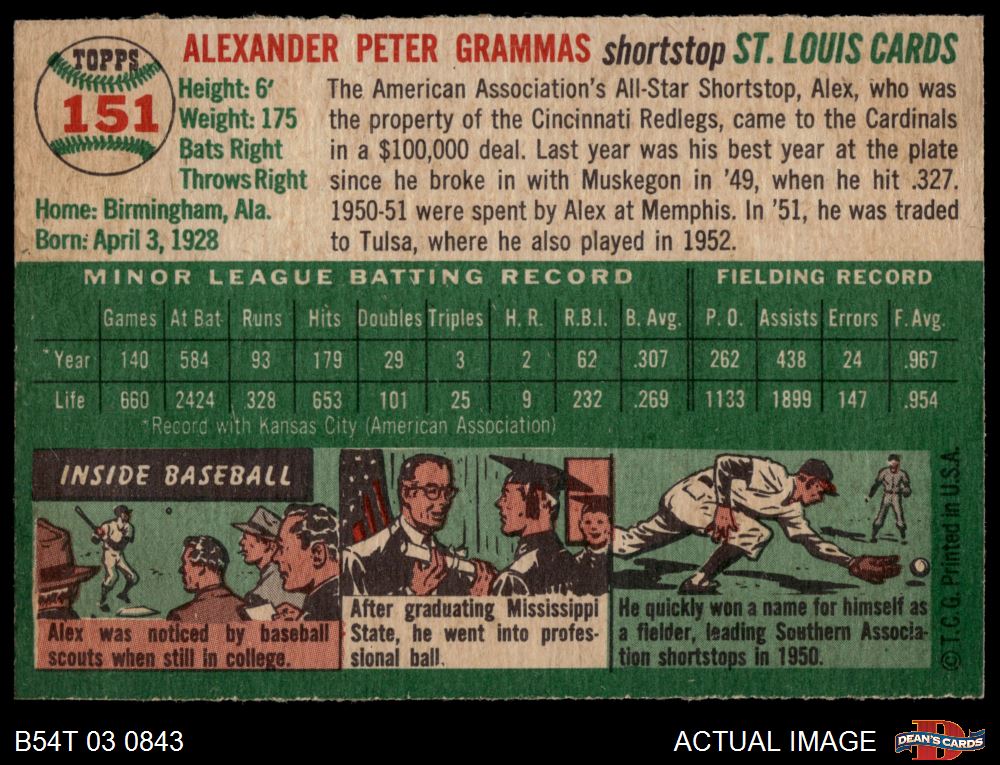 TOPPS
151
ALEXANDER PETER GRAMMAS shortstop ST. LOUIS CARDS
Height: 6'
Weight: 175
Bats Right
Throws Right
Home: Birmingham, Ala.
Born: April 3, 1928
The American Association's All-Star Shortstop, Alex, who was
the property of the Cincinnati Redlegs, came to the Cardinals
in a $100,000 deal. Last year was his best year at the plate
since he broke in with Muskegon in '49, when he hit .327.
1950-51 were spent by Alex at Memphis. In '51, he was traded
to Tulsa, where he also played in 1952.
MINOR LEAGUE BATTING RECORD FIELDING RECORD
Games At Bat Runs Hits Doubles Triples H. R. R.B.I. B. Avg. P. O. Assists Errors F. Avg.
*Year 140 584 93 179 29 3 2 62 .307 262 438 24 .967
Life 660 2424 .328 653 101 25 9 232 .269 1133 1899 147 .954
*Record with Kansas City (American Association)
INSIDE BASEBALL
Alex was noticed by baseball
scouts when still in college.
After graduating Mississippi
State, he went into profes-
sional ball.
He quickly won a name for himself as
a fielder, leading Southern Associa-
tion shortstops in 1950.
© T.C.G. Printed in U.S.A.
B54T 03 0843
ACTUAL IMAGE
DEAN'S CARDS